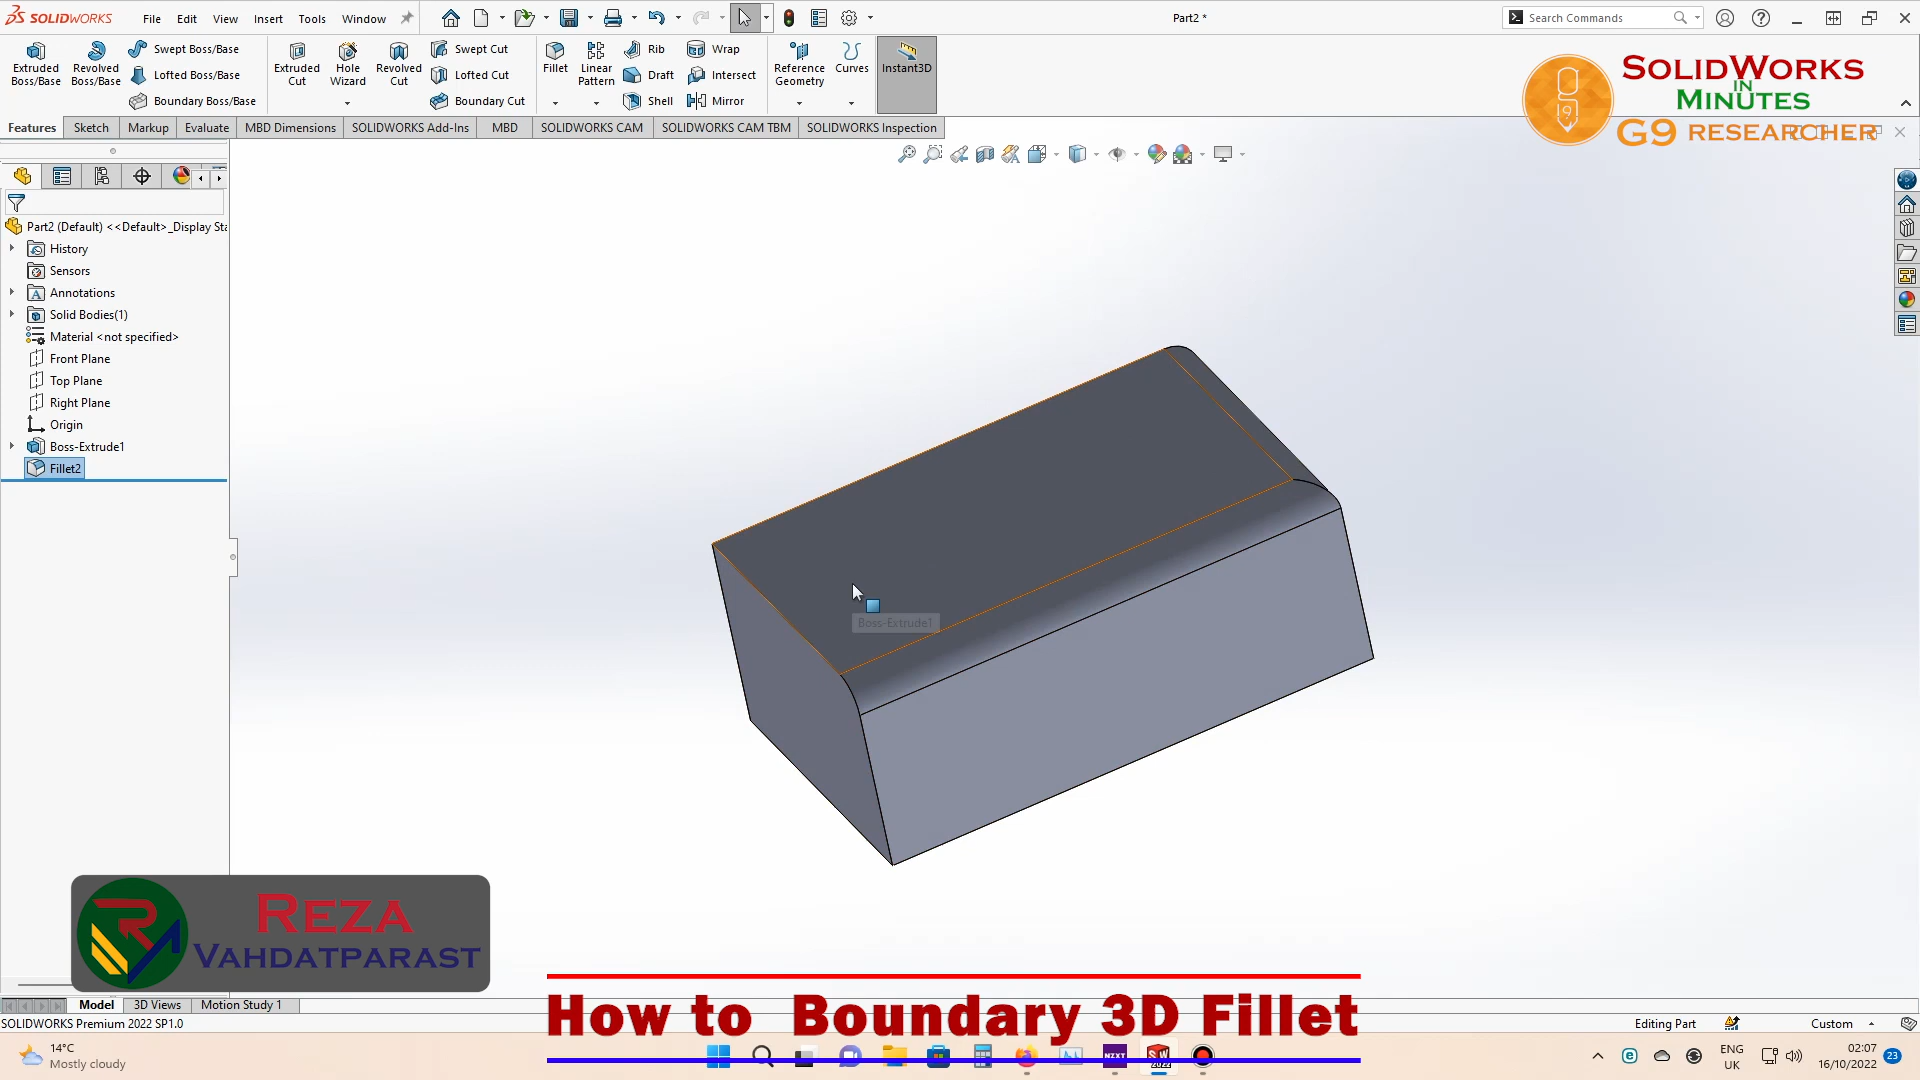 SOLIDWORKS
File Edit View Insert Tools Window
Part2 *
Search Commands
Extruded Boss/Base
Revolved Boss/Base
Swept Boss/Base
Lofted Boss/Base
Boundary Boss/Base
Extruded Cut
Hole Wizard
Revolved Cut
Swept Cut
Lofted Cut
Boundary Cut
Fillet
Linear Pattern
Rib
Draft
Shell
Wrap
Intersect
Mirror
Reference Geometry
Curves
Instant3D
SOLIDWORKS
IN
MINUTES
G9 RESEARCHER
Features Sketch Markup Evaluate MBD Dimensions SOLIDWORKS Add-Ins MBD SOLIDWORKS CAM SOLIDWORKS CAM TBM SOLIDWORKS Inspection
Part2 (Default) <<Default>_Display Sta
History
Sensors
Annotations
Solid Bodies(1)
Material <not specified>
Front Plane
Top Plane
Right Plane
Origin
Boss-Extrude1
Fillet2
Boss-Extrude1
REZA
VAHDATPARAST
How to Boundary 3D Fillet
Model 3D Views Motion Study 1
SOLIDWORKS Premium 2022 SP1.0
Editing Part
Custom
14°C
Mostly cloudy
NZXT
SW
2022
ENG
UK
02:07
16/10/2022
23